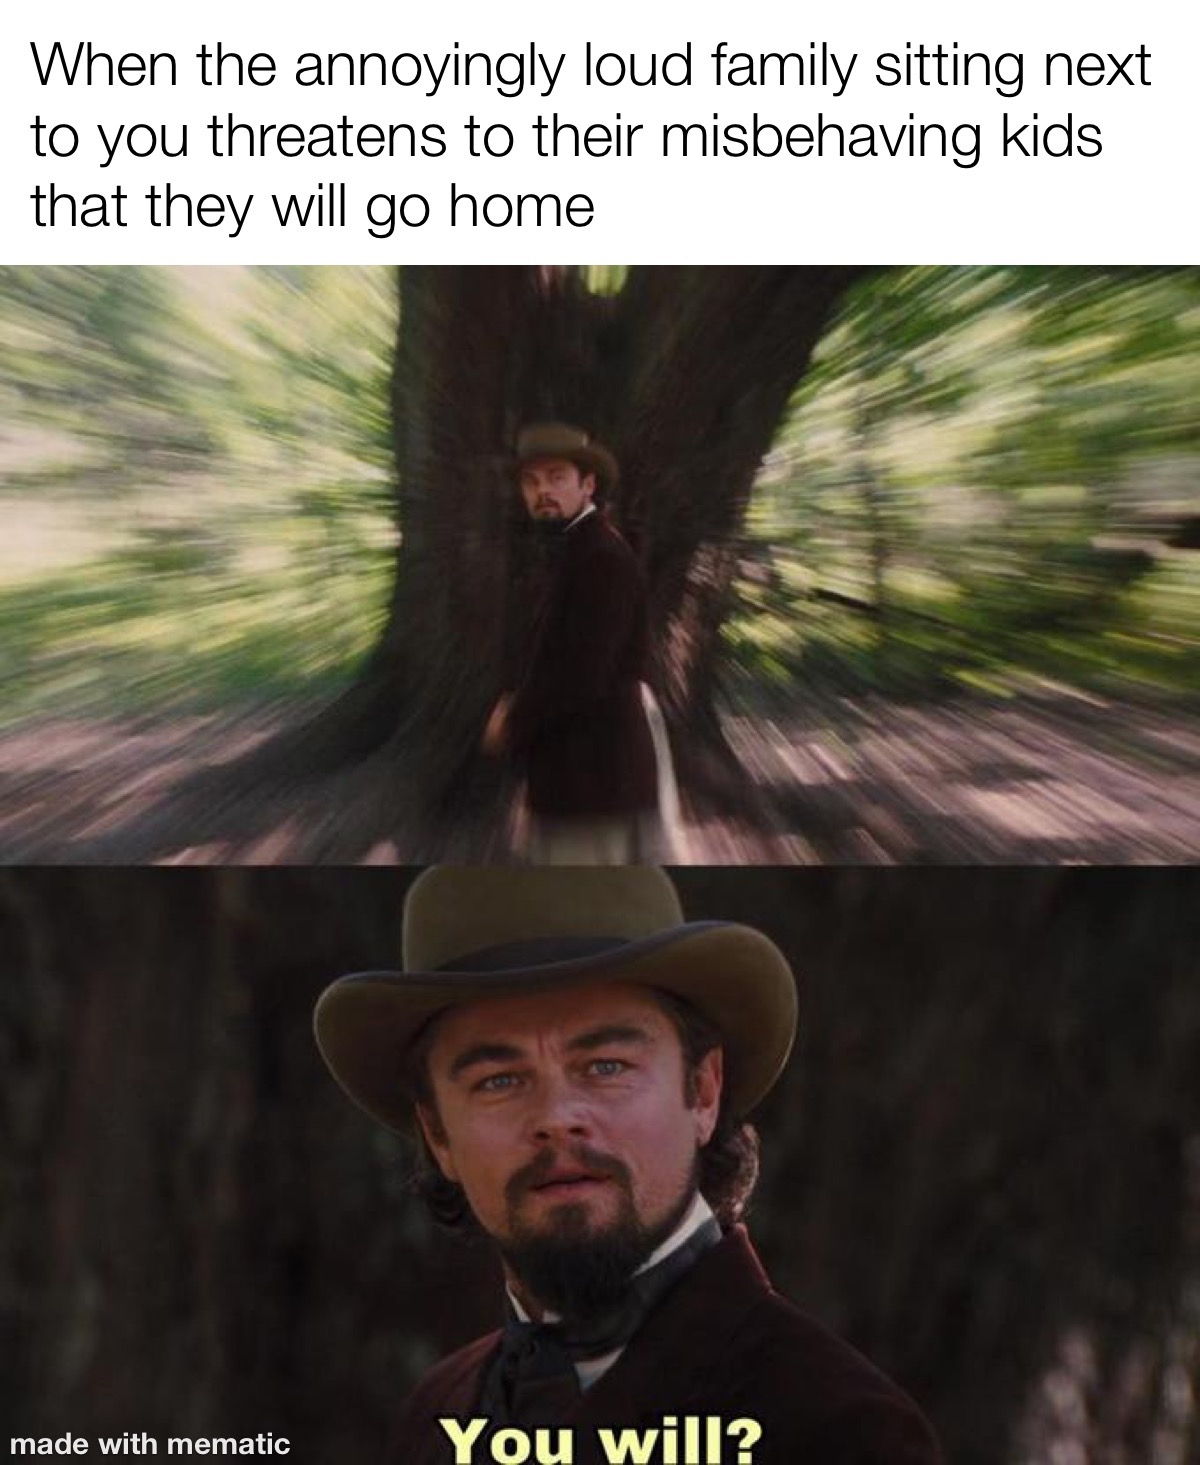 When the annoyingly loud family sitting next
to you threatens to their misbehaving kids
that they will go home
made with mematic
You will?